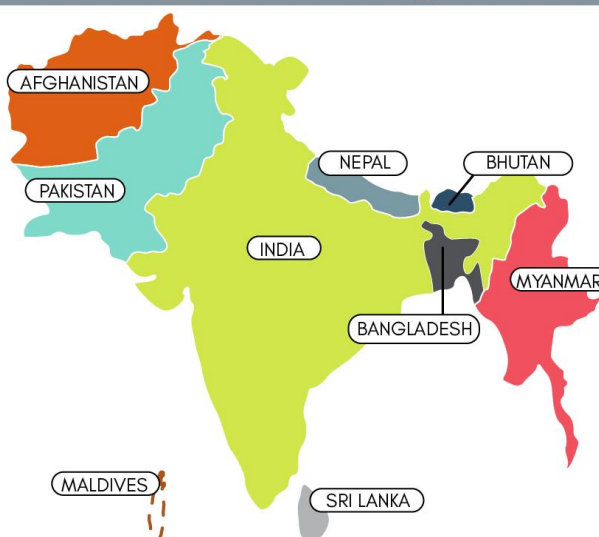 AFGHANISTAN
PAKISTAN
NEPAL
BHUTAN
INDIA
MYANMAR
BANGLADESH
MALDIVES
SRI LANKA